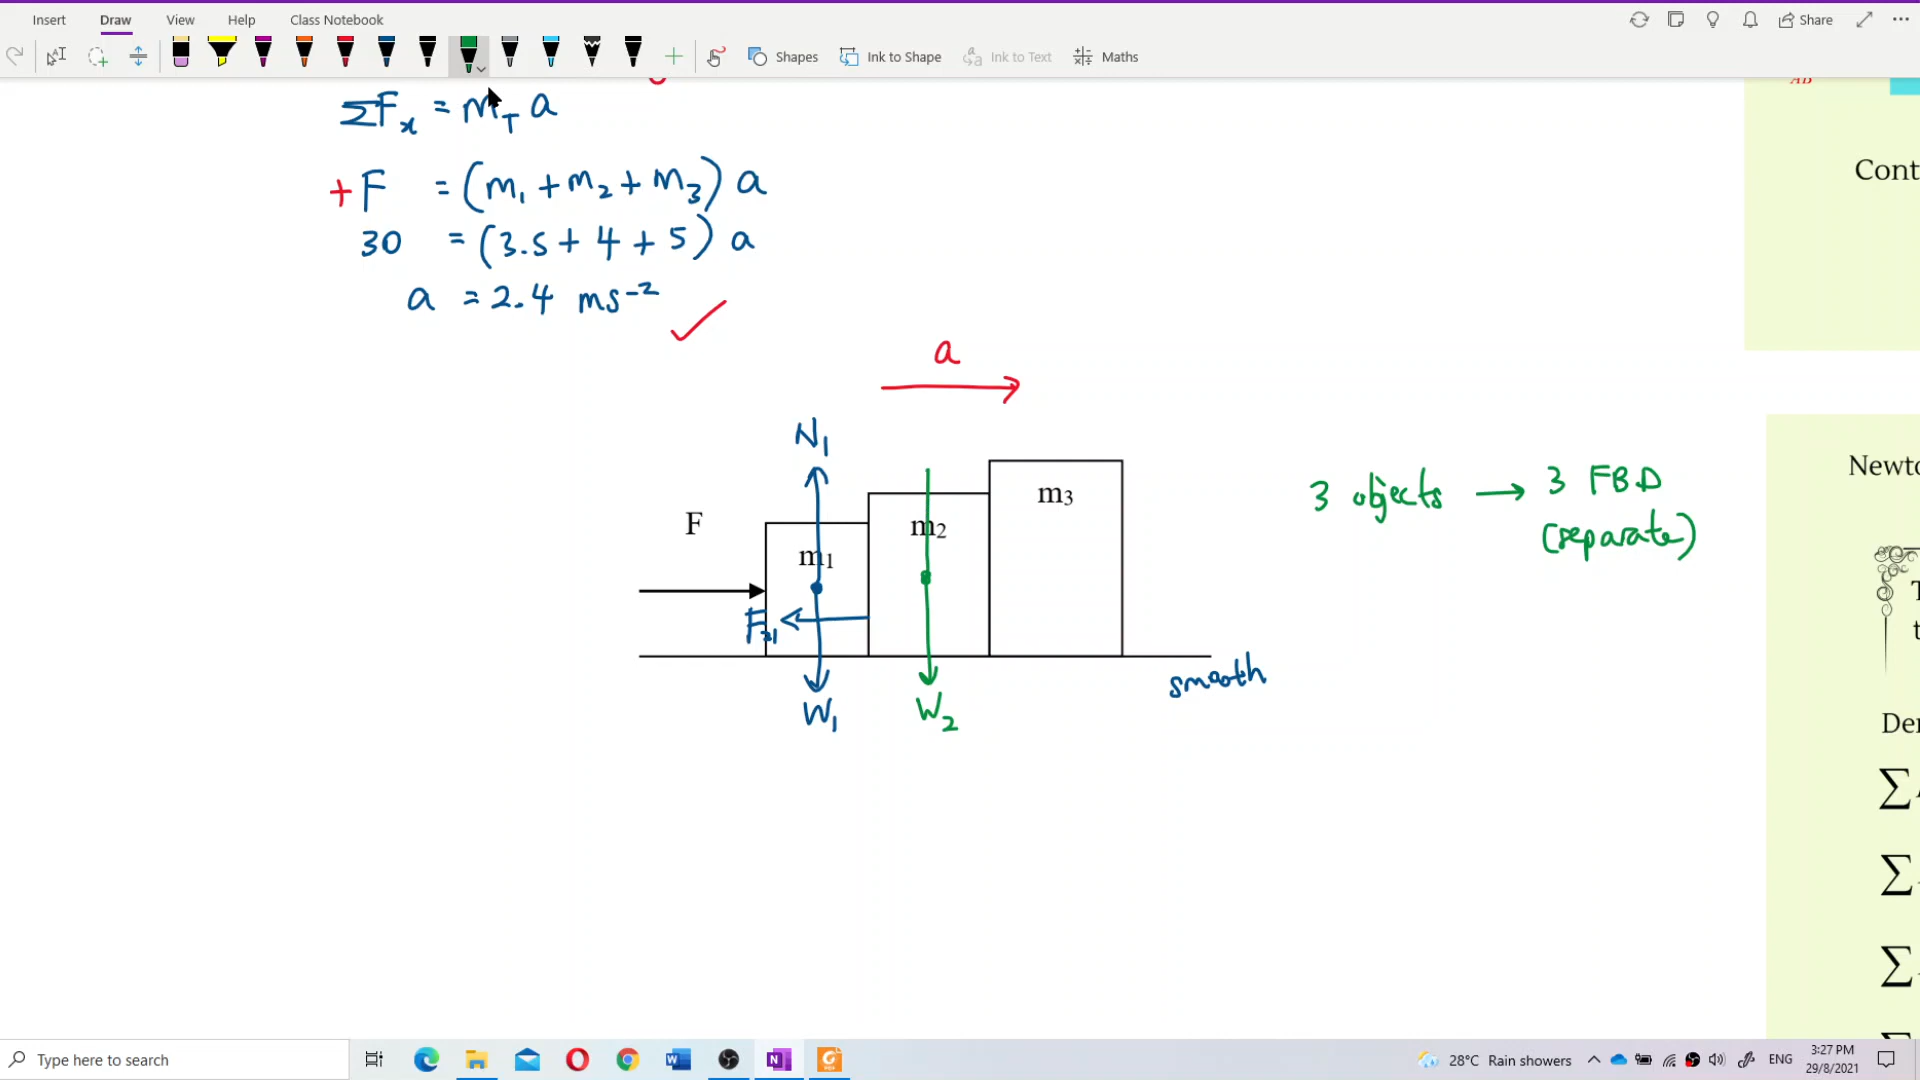 Insert Draw View Help Class Notebook Share
Shapes Ink to Shape Ink to Text Maths
ΣFₓ = m_T a
+ F = (m₁ + m₂ + m₃) a
30 = (3.5 + 4 + 5) a
a = 2.4 ms⁻²
a
N₁
F
m₁
m₂
m₃
F₂₁
W₁
W₂
smooth
3 objects → 3 FBD
(separate)
AB
Cont
Newto
T
t
Der
Σ
Σ
Σ
Type here to search
28°C Rain showers
ENG
3:27 PM
29/8/2021